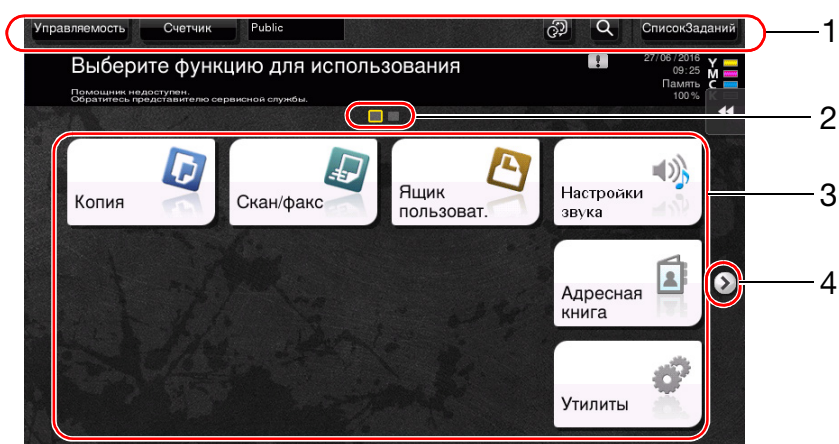 Управляемость Счетчик Public СписокЗаданий 1
Выберите функцию для использования
27/06/2016
09:25
Память
100 %
Y
M
C
K
Помощник недоступен.
Обратитесь представителю сервисной службы.
2
Копия
Скан/факс
Ящик
пользоват.
Настройки
звука
3
Адресная
книга
4
Утилиты